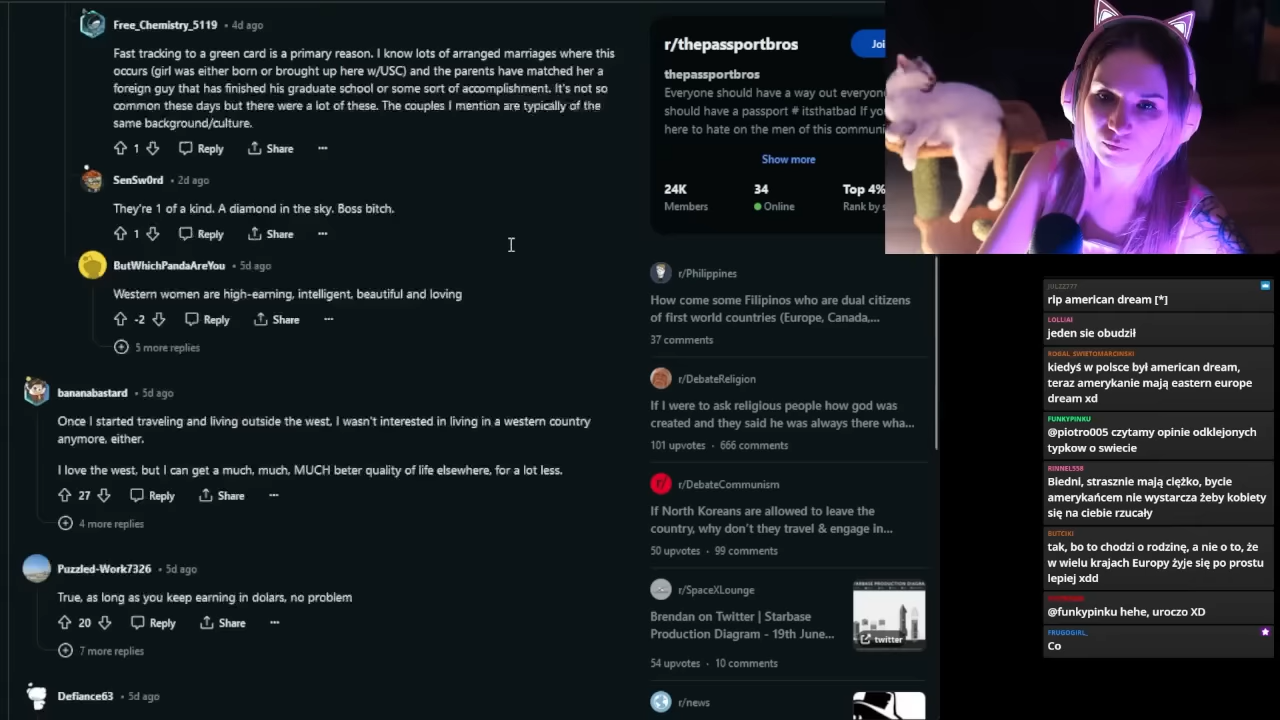 Free_Chemistry_5119 • 4d ago
Fast tracking to a green card is a primary reason. I know lots of arranged marriages where this
occurs (girl was either born or brought up here w/USC) and the parents have matched her a
foreign guy that has finished his graduate school or some sort of accomplishment. It's not so
common these days but there were a lot of these. The couples I mention are typically of the
same background/culture.
1 Reply Share ...
SenSw0rd • 2d ago
They're 1 of a kind. A diamond in the sky. Boss bitch.
1 Reply Share ...
ButWhichPandaAreYou • 5d ago
Western women are high-earning, intelligent, beautiful and loving
-2 Reply Share ...
5 more replies
bananabastard • 5d ago
Once I started traveling and living outside the west, I wasn't interested in living in a western country
anymore, either.
I love the west, but I can get a much, much, MUCH beter quality of life elsewhere, for a lot less.
27 Reply Share ...
4 more replies
Puzzled-Work7326 • 5d ago
True, as long as you keep earning in dolars, no problem
20 Reply Share ...
7 more replies
Defiance63 • 5d ago
r/thepassportbros
Joi
thepassportbros
Everyone should have a way out everyon
should have a passport # itsthatbad If you
here to hate on the men of this communi
Show more
24K 34 Top 4%
Members Online Rank by s
r/Philippines
How come some Filipinos who are dual citizens
of first world countries (Europe, Canada,...
37 comments
r/DebateReligion
If I were to ask religious people how god was
created and they said he was always there wha...
101 upvotes • 666 comments
r/DebateCommunism
If North Koreans are allowed to leave the
country, why don't they travel & engage in...
50 upvotes • 99 comments
r/SpaceXLounge
Brendan on Twitter | Starbase
Production Diagram - 19th June...
twitter
54 upvotes • 10 comments
r/news
JULZZ777
rip american dream [*]
LOLLIAI
jeden sie obudził
ROGAL_SWIETOMARCINSKI
kiedyś w polsce był american dream,
teraz amerykanie mają eastern europe
dream xd
FUNKYPINKU
@piotro005 czytamy opinie odklejonych
typkow o swiecie
RINNEL558
Biedni, strasznie mają ciężko, bycie
amerykańcem nie wystarcza żeby kobiety
się na ciebie rzucały
BUTCIKI
tak, bo to chodzi o rodzinę, a nie o to, że
w wielu krajach Europy żyje się po prostu
lepiej xdd
@funkypinku hehe, uroczo XD
FRUGOGIRL_
Co